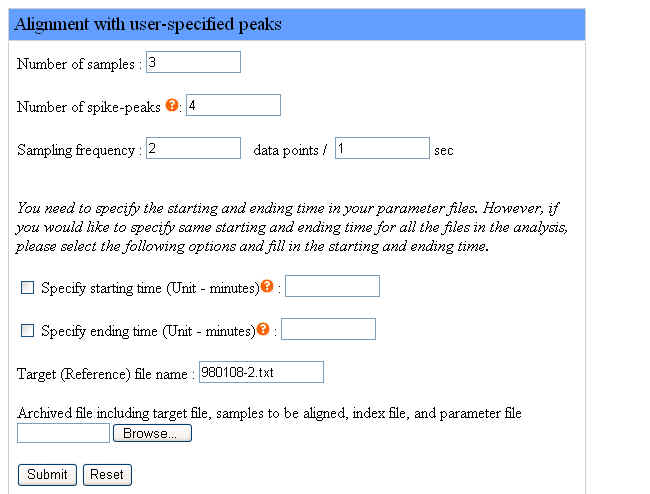 Alignment with user-specified peaks
Number of samples : 3
Number of spike-peaks ?: 4
Sampling frequency : 2 data points / 1 sec
You need to specify the starting and ending time in your parameter files. However, if
you would like to specify same starting and ending time for all the files in the analysis,
please select the following options and fill in the starting and ending time.
Specify starting time (Unit - minutes)? :
Specify ending time (Unit - minutes)? :
Target (Reference) file name : 980108-2.txt
Archived file including target file, samples to be aligned, index file, and parameter file
Browse...
Submit Reset